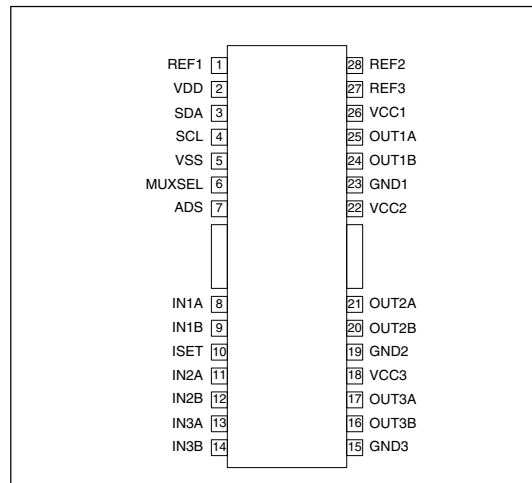 REF1 1 28 REF2
VDD 2 27 REF3
SDA 3 26 VCC1
SCL 4 25 OUT1A
VSS 5 24 OUT1B
MUXSEL 6 23 GND1
ADS 7 22 VCC2
IN1A 8 21 OUT2A
IN1B 9 20 OUT2B
ISET 10 19 GND2
IN2A 11 18 VCC3
IN2B 12 17 OUT3A
IN3A 13 16 OUT3B
IN3B 14 15 GND3